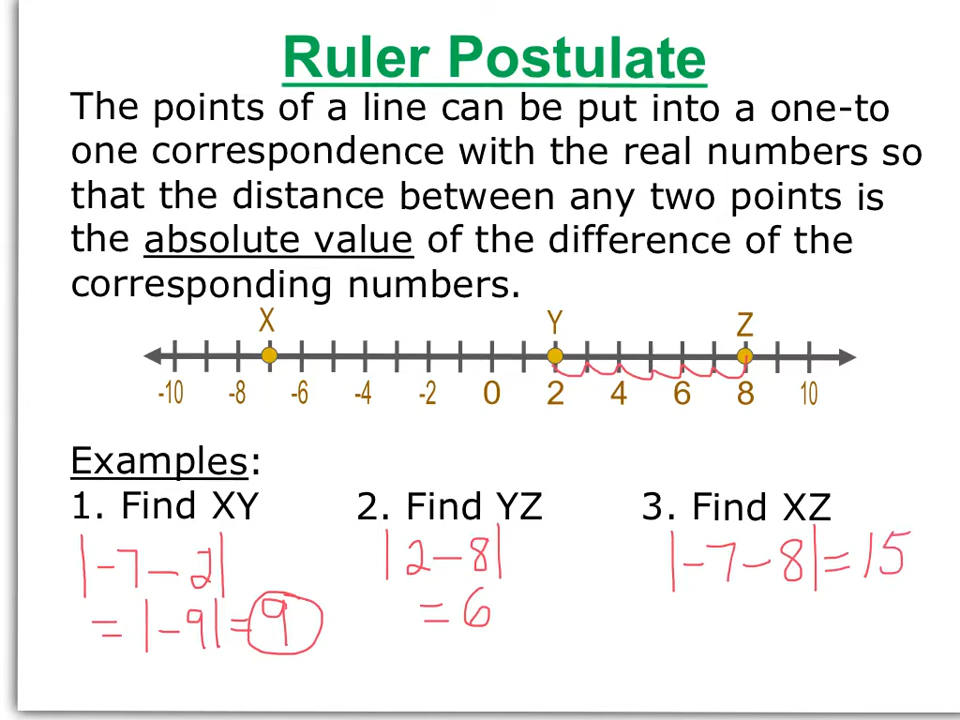 Ruler Postulate
The points of a line can be put into a one-to
one correspondence with the real numbers so
that the distance between any two points is
the absolute value of the difference of the
corresponding numbers.
X Y Z
-10 -8 -6 -4 -2 0 2 4 6 8 10
Examples:
1. Find XY 2. Find YZ 3. Find XZ
|-7-2| |2-8| |-7-8|=15
=|-9|=9 =6